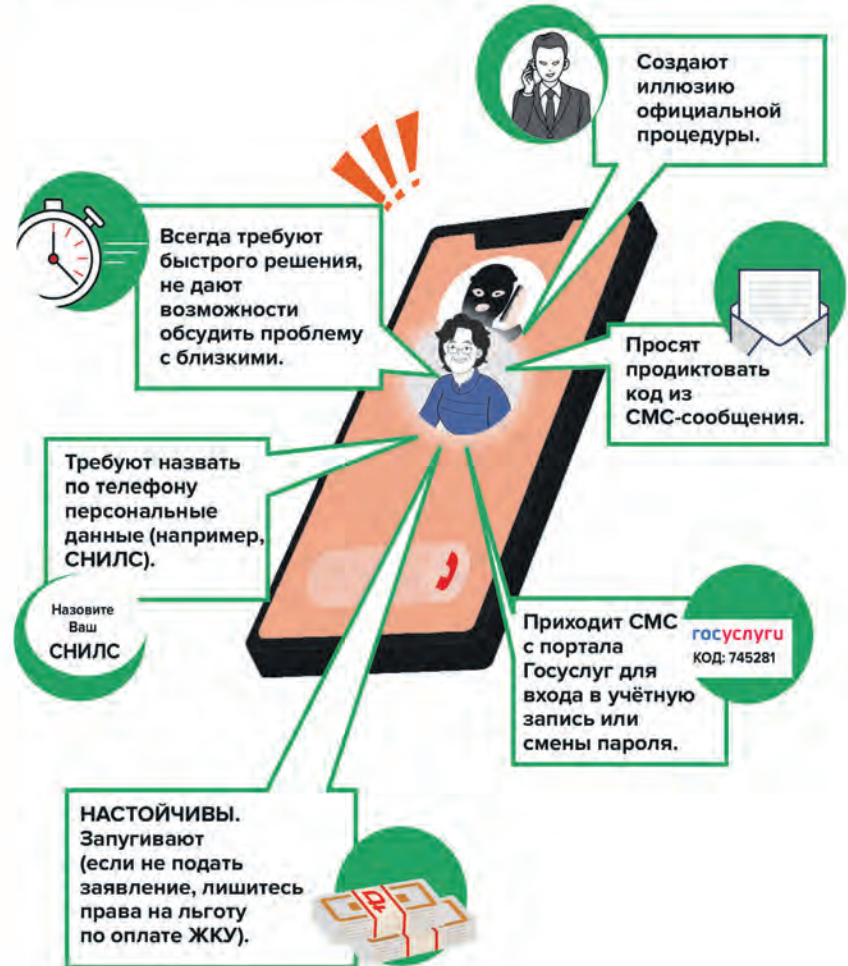 Создают
иллюзию
официальной
процедуры.
Всегда требуют
быстрого решения,
не дают
возможности
обсудить проблему
с близкими.
Просят
продиктовать
код из
СМС-сообщения.
Требуют назвать
по телефону
персональные
данные (например,
СНИЛС).
Назовите
Ваш
СНИЛС
Приходит СМС
с портала
Госуслуг для
входа в учётную
запись или
смены пароля.
госуслуги
КОД: 745281
НАСТОЙЧИВЫ.
Запугивают
(если не подать
заявление, лишитесь
права на льготу
по оплате ЖКУ).